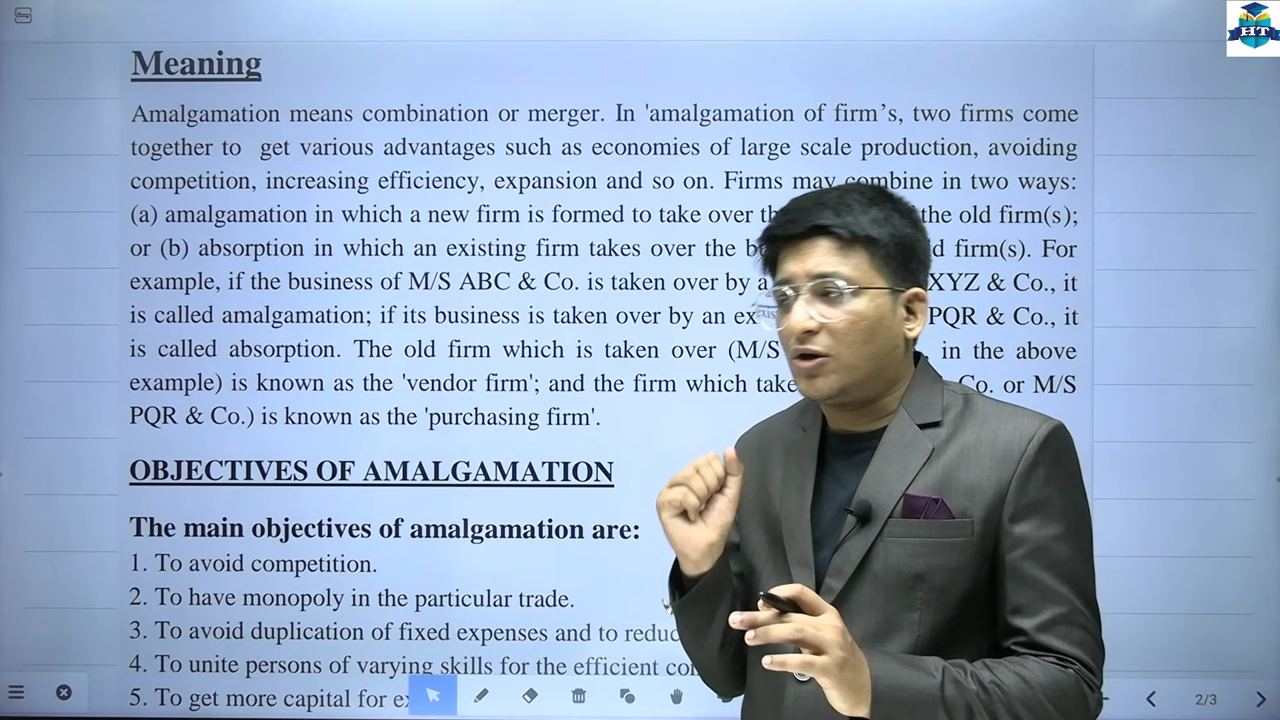 Meaning
Amalgamation means combination or merger. In 'amalgamation of firm's, two firms come
together to get various advantages such as economies of large scale production, avoiding
competition, increasing efficiency, expansion and so on. Firms may combine in two ways:
(a) amalgamation in which a new firm is formed to take over the old firm(s);
or (b) absorption in which an existing firm takes over the firm(s). For
example, if the business of M/S ABC & Co. is taken over by a XYZ & Co., it
is called amalgamation; if its business is taken over by an PQR & Co., it
is called absorption. The old firm which is taken over (M/S in the above
example) is known as the 'vendor firm'; and the firm which Co. or M/S
PQR & Co.) is known as the 'purchasing firm'.
OBJECTIVES OF AMALGAMATION
The main objectives of amalgamation are:
1. To avoid competition.
2. To have monopoly in the particular trade.
3. To avoid duplication of fixed expenses and to
4. To unite persons of varying skills for the efficient
5. To get more capital for
2/3
HT